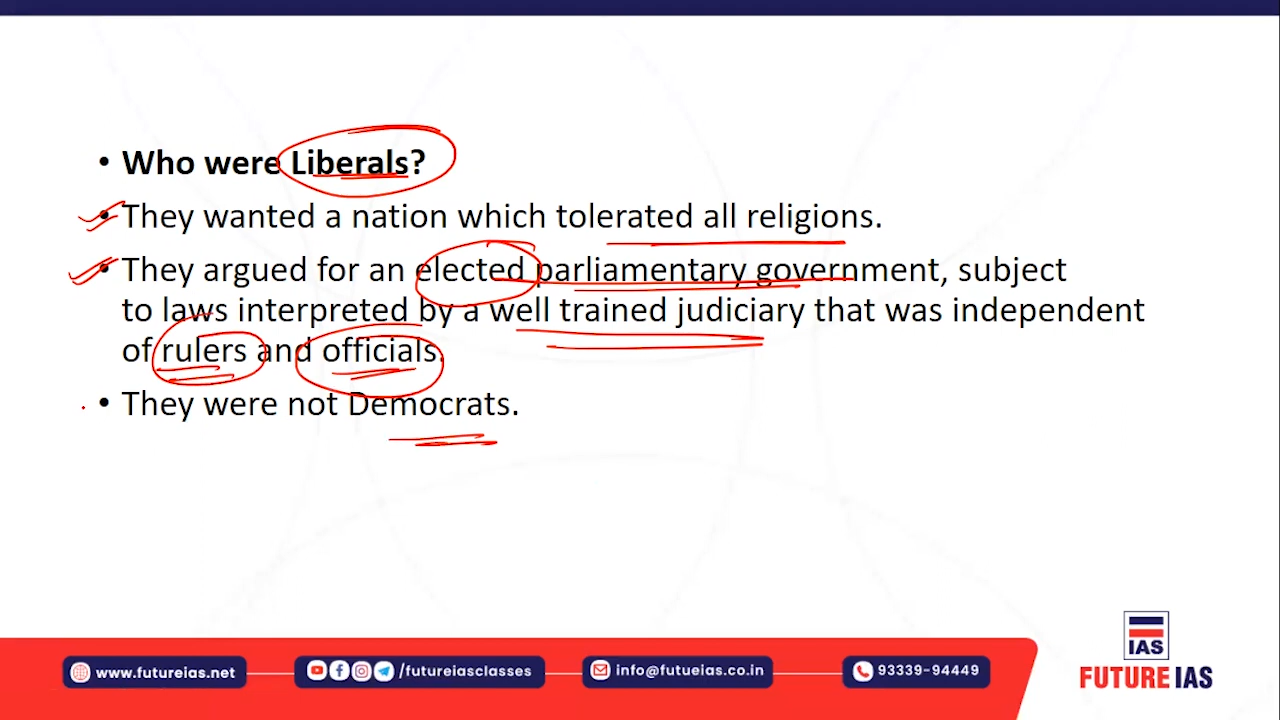 • Who were Liberals?
• They wanted a nation which tolerated all religions.
• They argued for an elected parliamentary government, subject
to laws interpreted by a well trained judiciary that was independent
of rulers and officials.
• They were not Democrats.
IAS
FUTURE IAS
www.futureias.net
/futureiasclasses
info@futueias.co.in
93339-94449